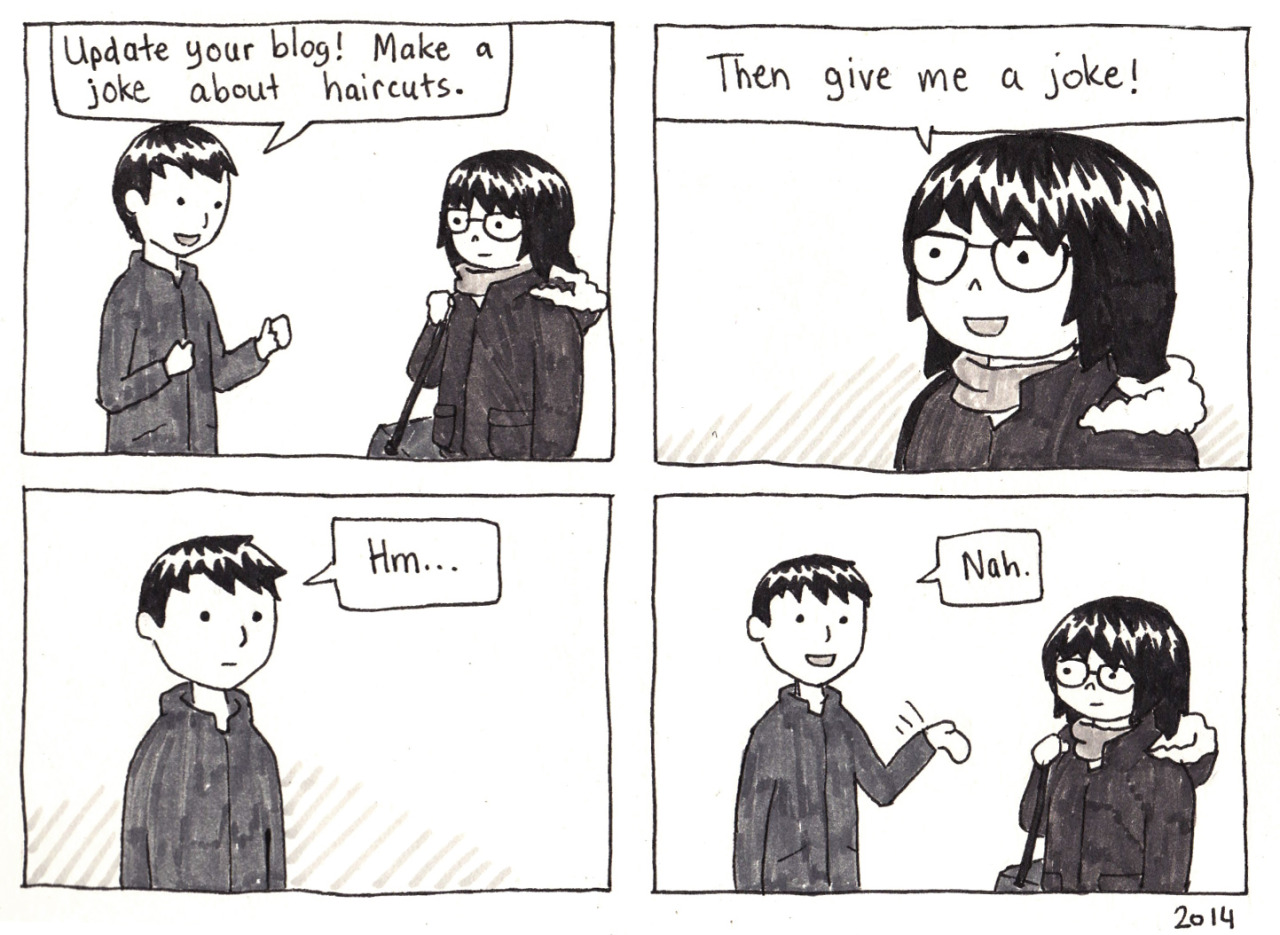 Update your blog! Make a
joke about haircuts.
Then give me a joke!
Hm...
Nah.
2014